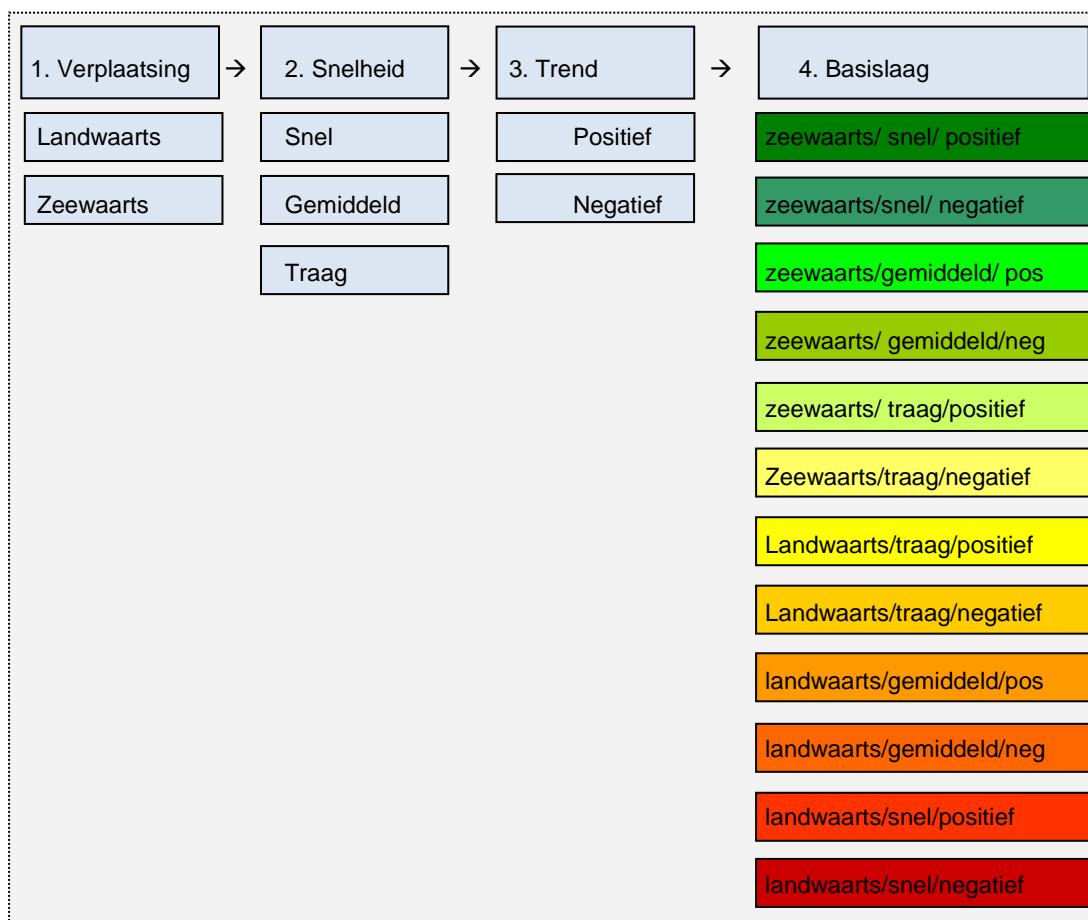 1. Verplaatsing → 2. Snelheid → 3. Trend → 4. Basislaag
Landwaarts Snel Positief zeewaarts/ snel/ positief
Zeewaarts Gemiddeld Negatief zeewaarts/snel/ negatief
Traag zeewaarts/gemiddeld/ pos
zeewaarts/ gemiddeld/neg
zeewaarts/ traag/positief
Zeewaarts/traag/negatief
Landwaarts/traag/positief
Landwaarts/traag/negatief
landwaarts/gemiddeld/pos
landwaarts/gemiddeld/neg
landwaarts/snel/positief
landwaarts/snel/negatief